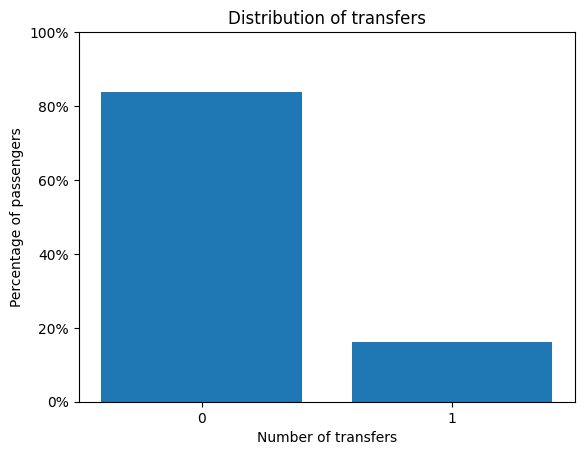 Distribution of transfers
Percentage of passengers
100%
80%
60%
40%
20%
0%
0
1
Number of transfers